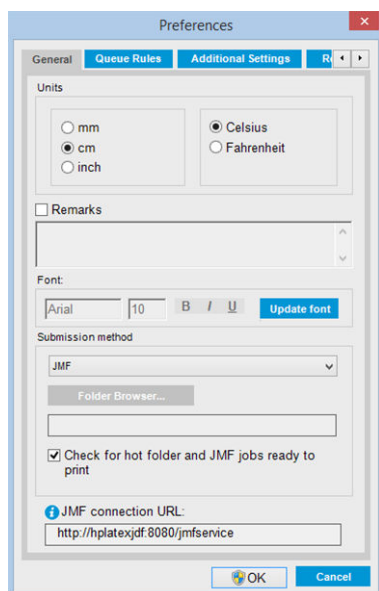 Preferences
General Queue Rules Additional Settings
Units
mm
cm
inch
Celsius
Fahrenheit
Remarks
Font:
Arial 10 B I U Update font
Submission method
JMF
Folder Browser...
Check for hot folder and JMF jobs ready to
print
JMF connection URL:
http://hplatexjdf:8080/jmfservice
OK Cancel